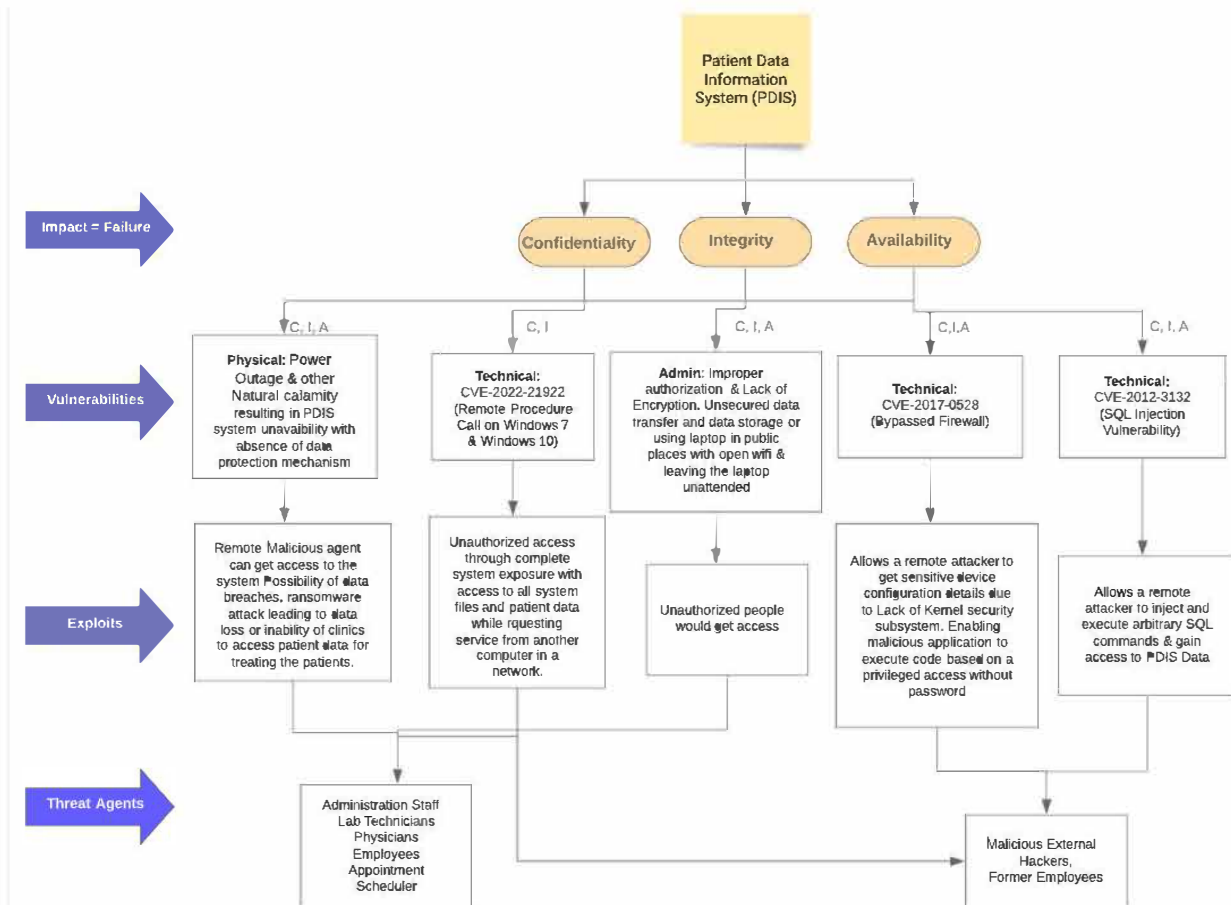 Patient Data
Information
System (PDIS)
Impact = Failure
Confidentiality
Integrity
Availability
C, I, A
C, I
C, I, A
C,I,A
C, I, A
Vulnerabilities
Physical: Power
Outage & other
Natural calamity
resulting in PDIS
system unavaibility with
absence of data
protection mechanism
Technical:
CVE-2022-21922
(Remote Procedure
Call on Windows 7
& Windows 10)
Admin: Improper
authorization & Lack of
Encryption. Unsecured data
transfer and data storage or
using laptop in public
places with open wifi &
leaving the laptop
unattended
Technical:
CVE-2017-0528
(Bypassed Firewall)
Technical:
CVE-2012-3132
(SQL Injection
Vulnerability)
Exploits
Remote Malicious agent
can get access to the
system Possibility of data
breaches, ransomware
attack leading to data
loss or inability of clinics
to access patient data for
treating the patients.
Unauthorized access
through complete
system exposure with
access to all system
files and patient data
while rquesting
service from another
computer in a
network.
Unauthorized people
would get access
Allows a remote attacker to
get sensitive device
configuration details due
to Lack of Kernel security
subsystem. Enabling
malicious application to
execute code based on a
privileged access without
password
Allows a remote
attacker to inject and
execute arbitrary SQL
commands & gain
access to PDIS Data
Threat Agents
Administration Staff
Lab Technicians
Physicians
Employees
Appointment
Scheduler
Malicious External
Hackers,
Former Employees